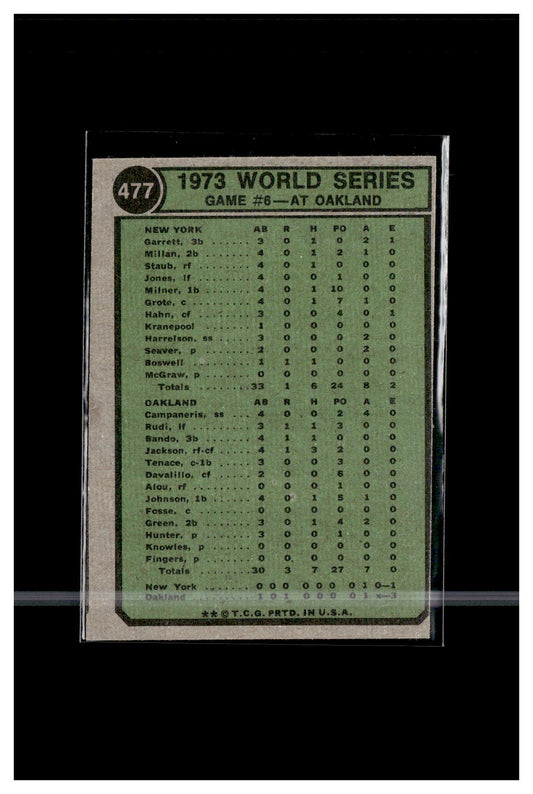 477
1973 WORLD SERIES
GAME #6—AT OAKLAND
NEW YORK AB R H PO A E
Garrett, 3b ....... 3 0 1 0 2 1
Millan, 2b ........ 4 0 1 2 1 0
Staub, rf ......... 4 0 1 0 0 0
Jones, lf ......... 4 0 0 1 0 0
Milner, 1b ........ 4 0 1 10 0 0
Grote, c .......... 4 0 1 7 1 0
Hahn, cf .......... 3 0 0 4 0 1
Kranepool ......... 1 0 0 0 0 0
Harrelson, ss ..... 3 0 0 0 2 0
Seaver, p ......... 2 0 0 0 2 0
Boswell ........... 1 1 1 0 0 0
McGraw, p ......... 0 0 0 0 0 0
Totals ......... 33 1 6 24 8 2
OAKLAND AB R H PO A E
Campaneris, ss .... 4 0 0 2 4 0
Rudi, lf .......... 3 1 1 3 0 0
Bando, 3b ......... 4 1 1 0 0 0
Jackson, rf-cf .... 4 1 3 2 0 0
Tenace, c-1b ...... 3 0 0 3 0 0
Davalillo, cf ..... 2 0 0 6 0 0
Alou, rf .......... 0 0 0 1 0 0
Johnson, 1b ....... 4 0 1 5 1 0
Fosse, c .......... 0 0 0 0 0 0
Green, 2b ......... 3 0 1 4 2 0
Hunter, p ......... 3 0 0 1 0 0
Knowles, p ........ 0 0 0 0 0 0
Fingers, p ........ 0 0 0 0 0 0
Totals ......... 30 3 7 27 7 0
New York ....... 0 0 0 0 0 0 0 1 0—1
Oakland ........ 1 0 1 0 0 0 0 1 x—3
** © T.C.G. PRTD. IN U.S.A.